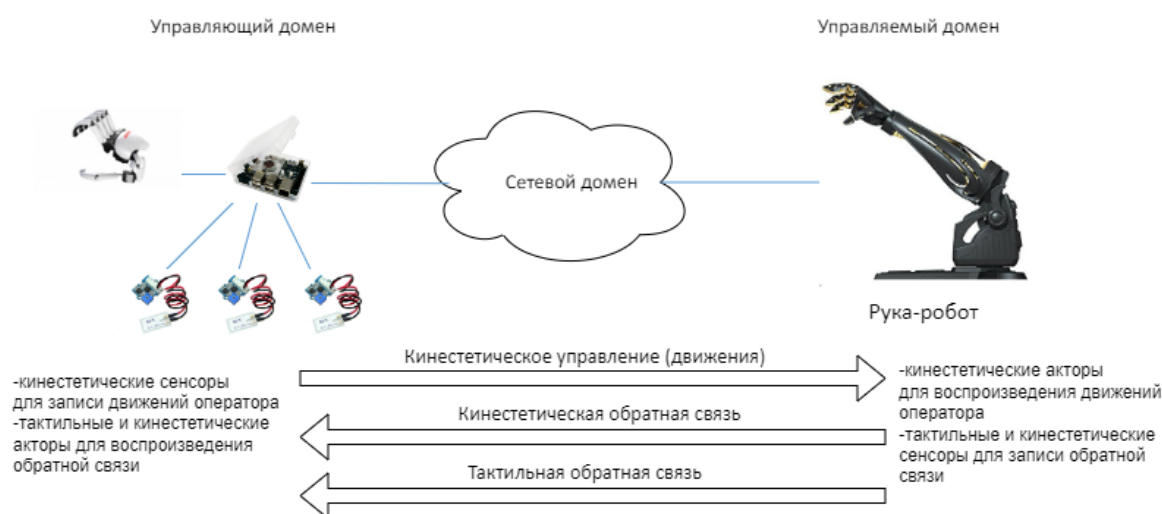 Управляющий домен
Управляемый домен
Сетевой домен
Рука-робот
Кинестетическое управление (движения)
Кинестетическая обратная связь
Тактильная обратная связь
-кинестетические сенсоры
для записи движений оператора
-тактильные и кинестетические
акторы для воспроизведения
обратной связи
-кинестетические акторы
для воспроизведения движений
оператора
-тактильные и кинестетические
сенсоры для записи обратной
связи